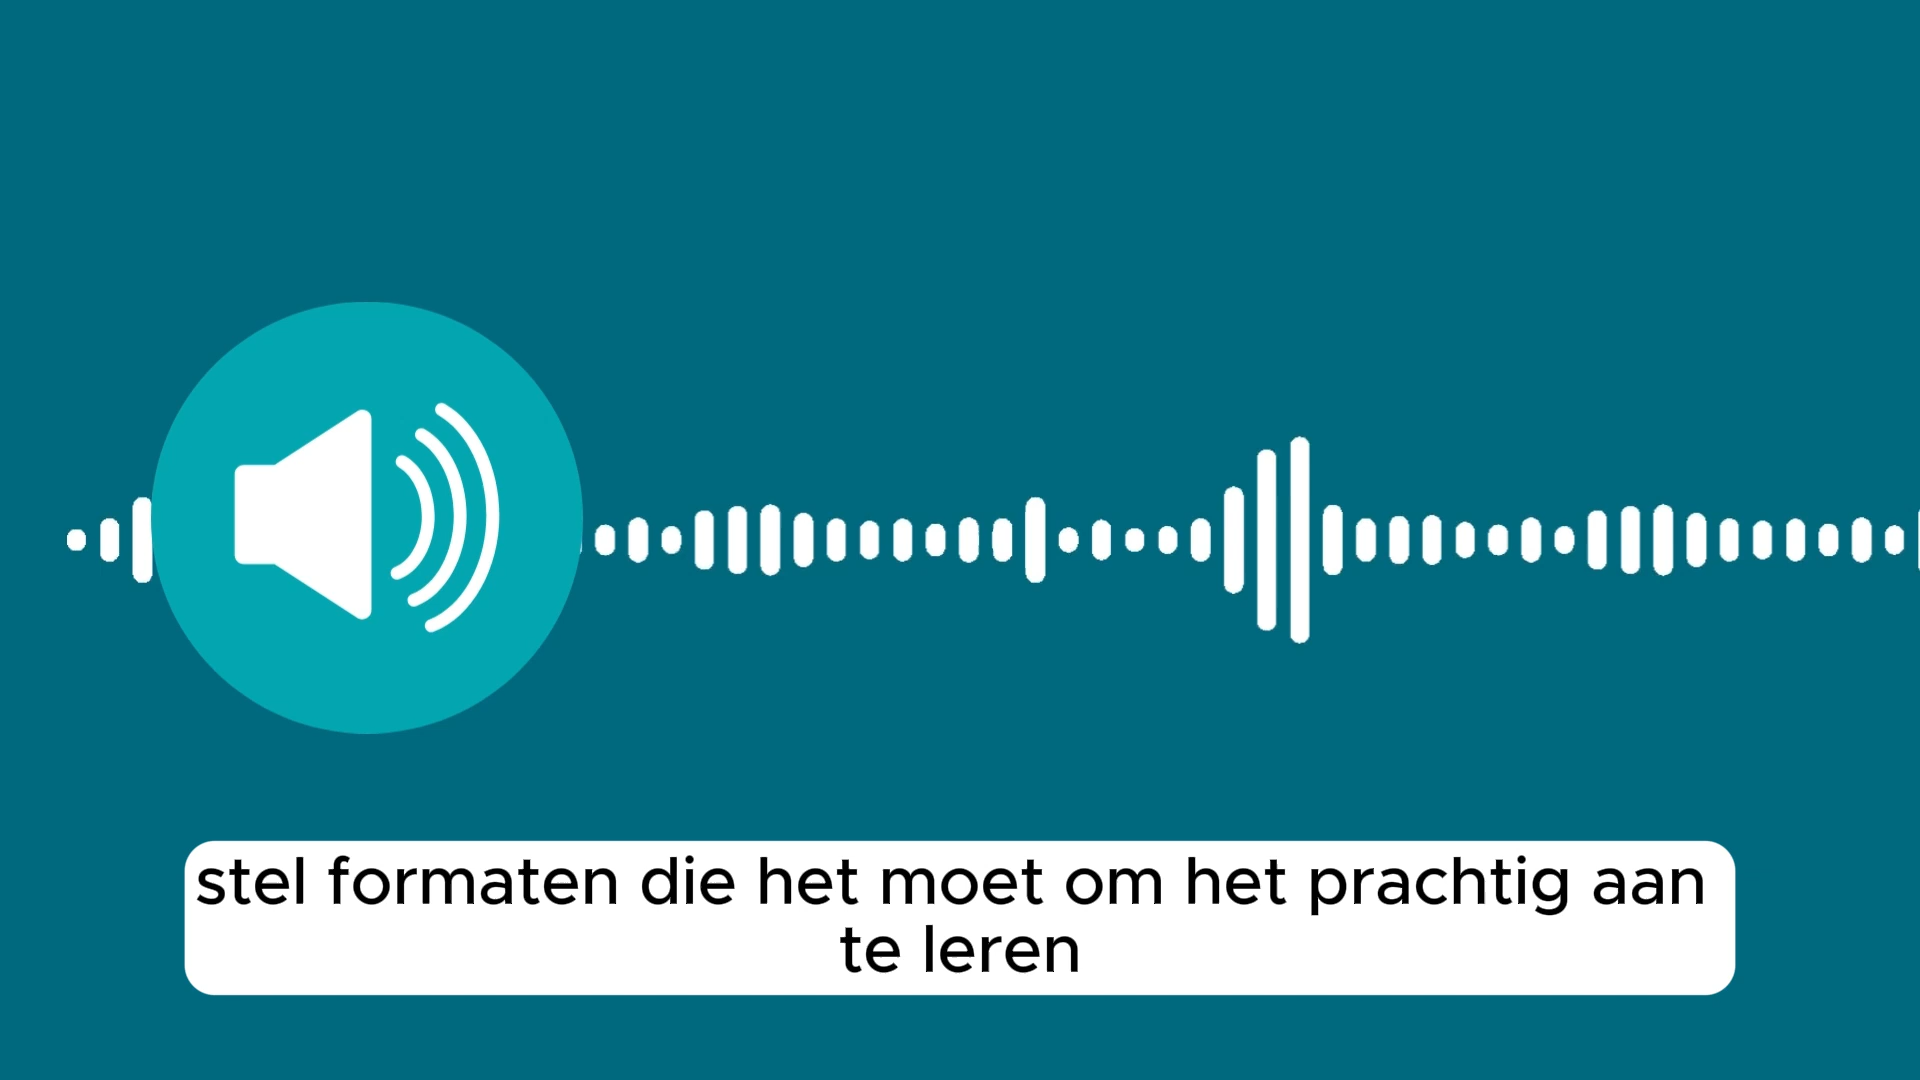 stel formaten die het moet om het prachtig aan
te leren